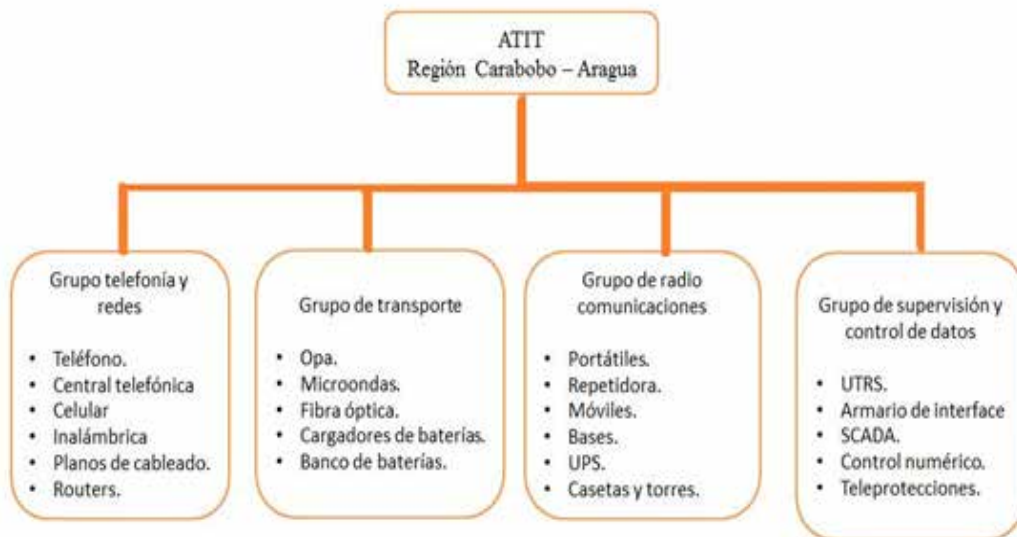 ATIT
Región Carabobo – Aragua
Grupo telefonía y
redes
• Teléfono.
• Central telefónica
• Celular
• Inalámbrica
• Planos de cableado.
• Routers.
Grupo de transporte
• Opa.
• Microondas.
• Fibra óptica.
• Cargadores de baterías.
• Banco de baterías.
Grupo de radio
comunicaciones
• Portátiles.
• Repetidora.
• Móviles.
• Bases.
• UPS.
• Casetas y torres.
Grupo de supervisión y
control de datos
• UTRS.
• Armario de interface
• SCADA.
• Control numérico.
• Teleprotecciones.